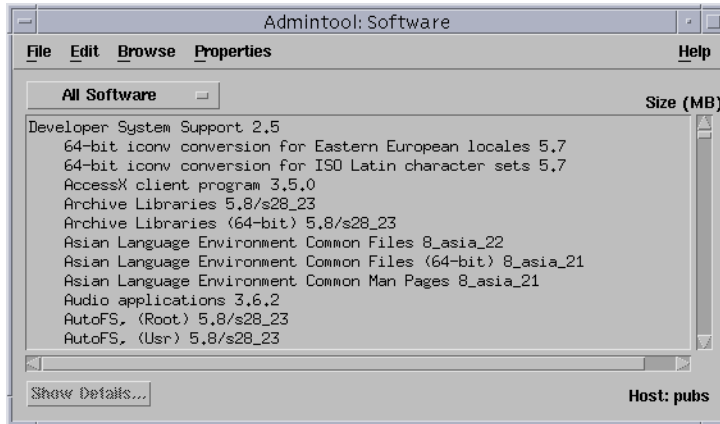 Admintool: Software
File Edit Browse Properties Help
All Software
Size (MB)
Developer System Support 2.5
64-bit iconv conversion for Eastern European locales 5.7
64-bit iconv conversion for ISO Latin character sets 5.7
AccessX client program 3.5.0
Archive Libraries 5.8/s28_23
Archive Libraries (64-bit) 5.8/s28_23
Asian Language Environment Common Files 8_asia_22
Asian Language Environment Common Files (64-bit) 8_asia_21
Asian Language Environment Common Man Pages 8_asia_21
Audio applications 3.6.2
AutoFS, (Root) 5.8/s28_23
AutoFS, (Usr) 5.8/s28_23
Show Details...
Host: pubs